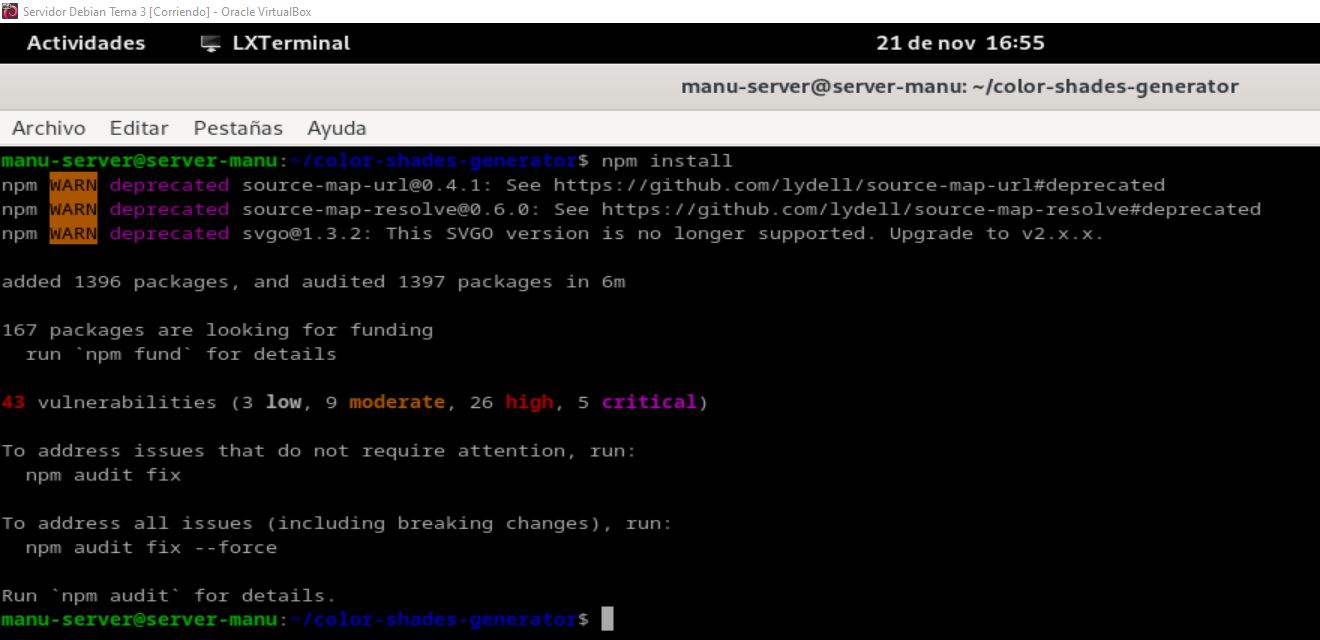 Servidor Debian Tema 3 [Corriendo] - Oracle VirtualBox
Actividades LXTerminal 21 de nov 16:55
manu-server@server-manu: ~/color-shades-generator
Archivo Editar Pestañas Ayuda
manu-server@server-manu:~/color-shades-generator$ npm install
npm WARN deprecated source-map-url@0.4.1: See https://github.com/lydell/source-map-url#deprecated
npm WARN deprecated source-map-resolve@0.6.0: See https://github.com/lydell/source-map-resolve#deprecated
npm WARN deprecated svgo@1.3.2: This SVGO version is no longer supported. Upgrade to v2.x.x.
added 1396 packages, and audited 1397 packages in 6m
167 packages are looking for funding
run `npm fund` for details
43 vulnerabilities (3 low, 9 moderate, 26 high, 5 critical)
To address issues that do not require attention, run:
npm audit fix
To address all issues (including breaking changes), run:
npm audit fix --force
Run `npm audit` for details.
manu-server@server-manu:~/color-shades-generator$